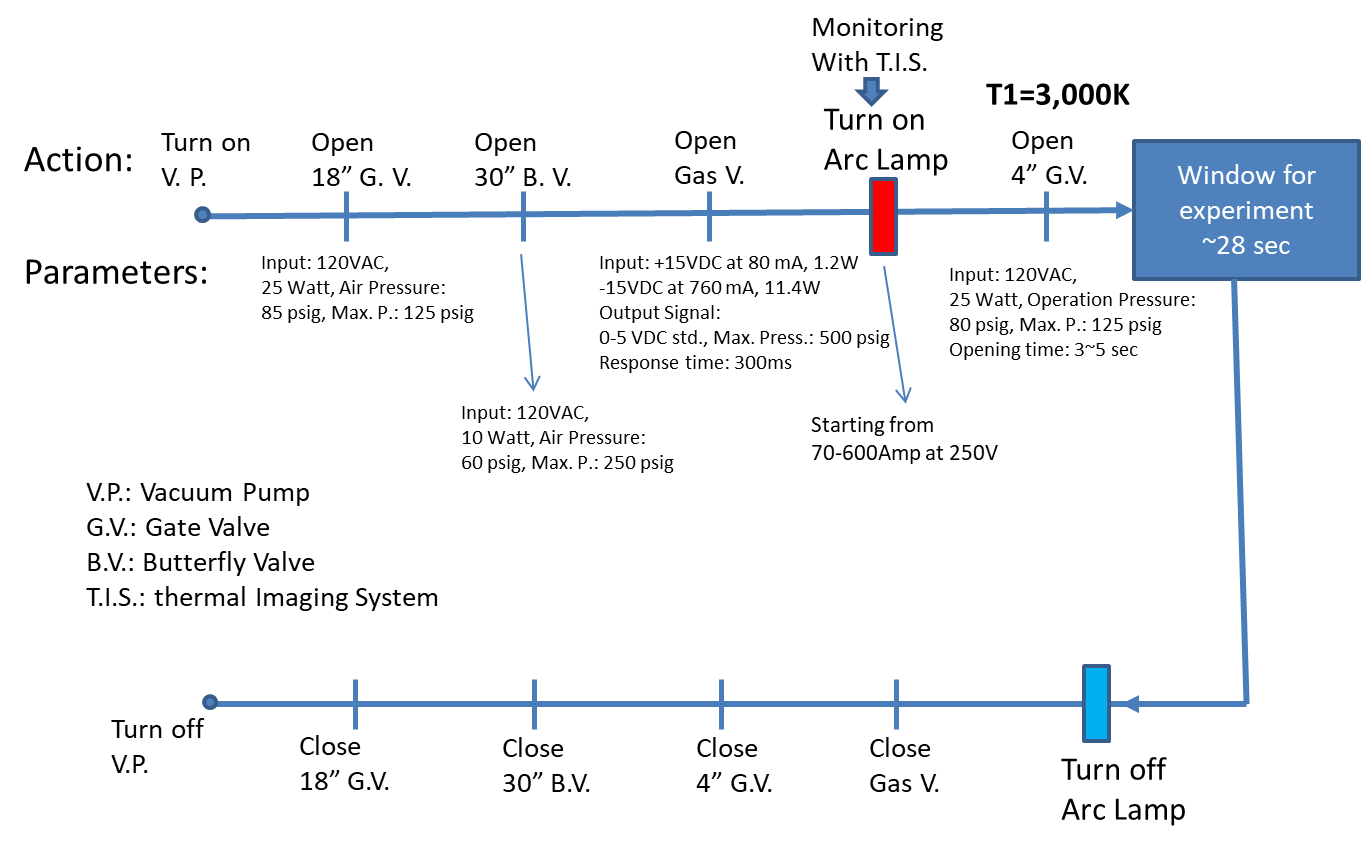 Monitoring
With T.I.S.
T1=3,000K
Action:
Turn on
V. P.
Open
18” G. V.
Open
30” B. V.
Open
Gas V.
Turn on
Arc Lamp
Open
4” G.V.
Window for
experiment
~28 sec
Parameters:
Input: 120VAC,
25 Watt, Air Pressure:
85 psig, Max. P.: 125 psig
Input: 120VAC,
10 Watt, Air Pressure:
60 psig, Max. P.: 250 psig
Input: +15VDC at 80 mA, 1.2W
-15VDC at 760 mA, 11.4W
Output Signal:
0-5 VDC std., Max. Press.: 500 psig
Response time: 300ms
Starting from
70-600Amp at 250V
Input: 120VAC,
25 Watt, Operation Pressure:
80 psig, Max. P.: 125 psig
Opening time: 3~5 sec
V.P.: Vacuum Pump
G.V.: Gate Valve
B.V.: Butterfly Valve
T.I.S.: thermal Imaging System
Turn off
V.P.
Close
18” G.V.
Close
30” B.V.
Close
4” G.V.
Close
Gas V.
Turn off
Arc Lamp